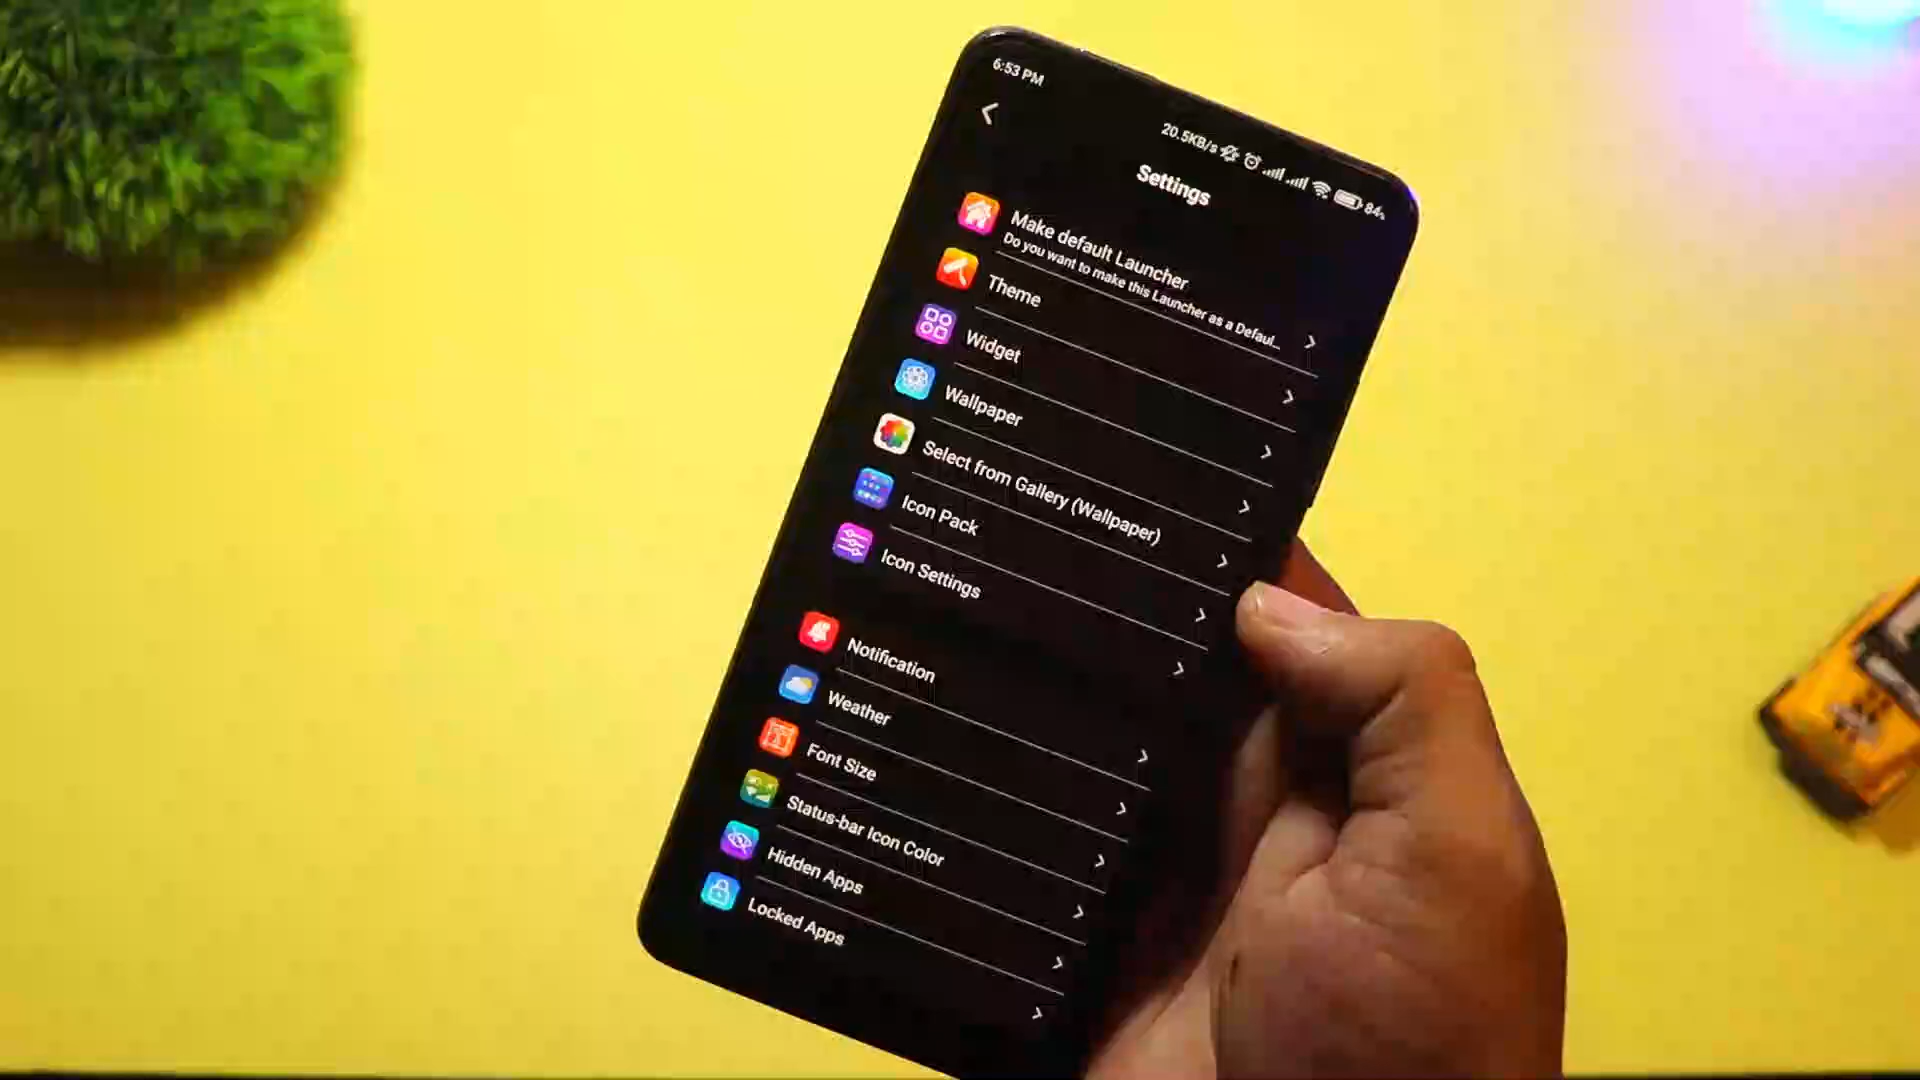 6:53 PM
20.5KB/s
84%
Settings
Make default Launcher
Do you want to make this Launcher as a Defaul...
Theme
Widget
Wallpaper
Select from Gallery (Wallpaper)
Icon Pack
Icon Settings
Notification
Weather
Font Size
Status-bar Icon Color
Hidden Apps
Locked Apps